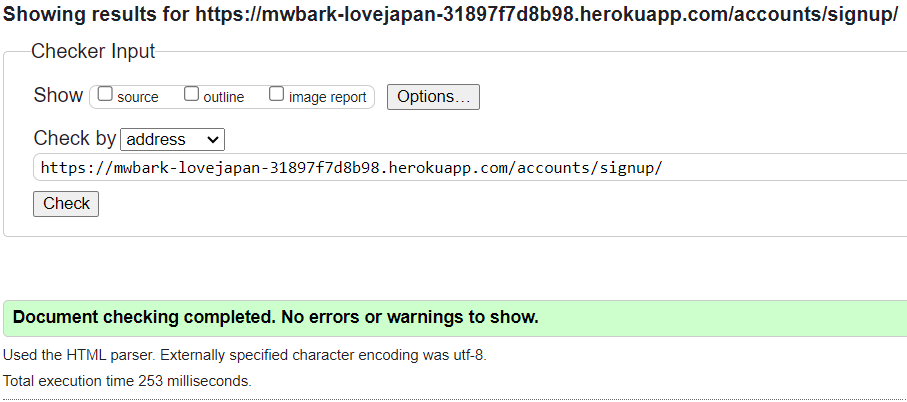 Showing results for https://mwbark-lovejapan-31897f7d8b98.herokuapp.com/accounts/signup/
Checker Input
Show source outline image report Options...
Check by address
https://mwbark-lovejapan-31897f7d8b98.herokuapp.com/accounts/signup/
Check
Document checking completed. No errors or warnings to show.
Used the HTML parser. Externally specified character encoding was utf-8.
Total execution time 253 milliseconds.